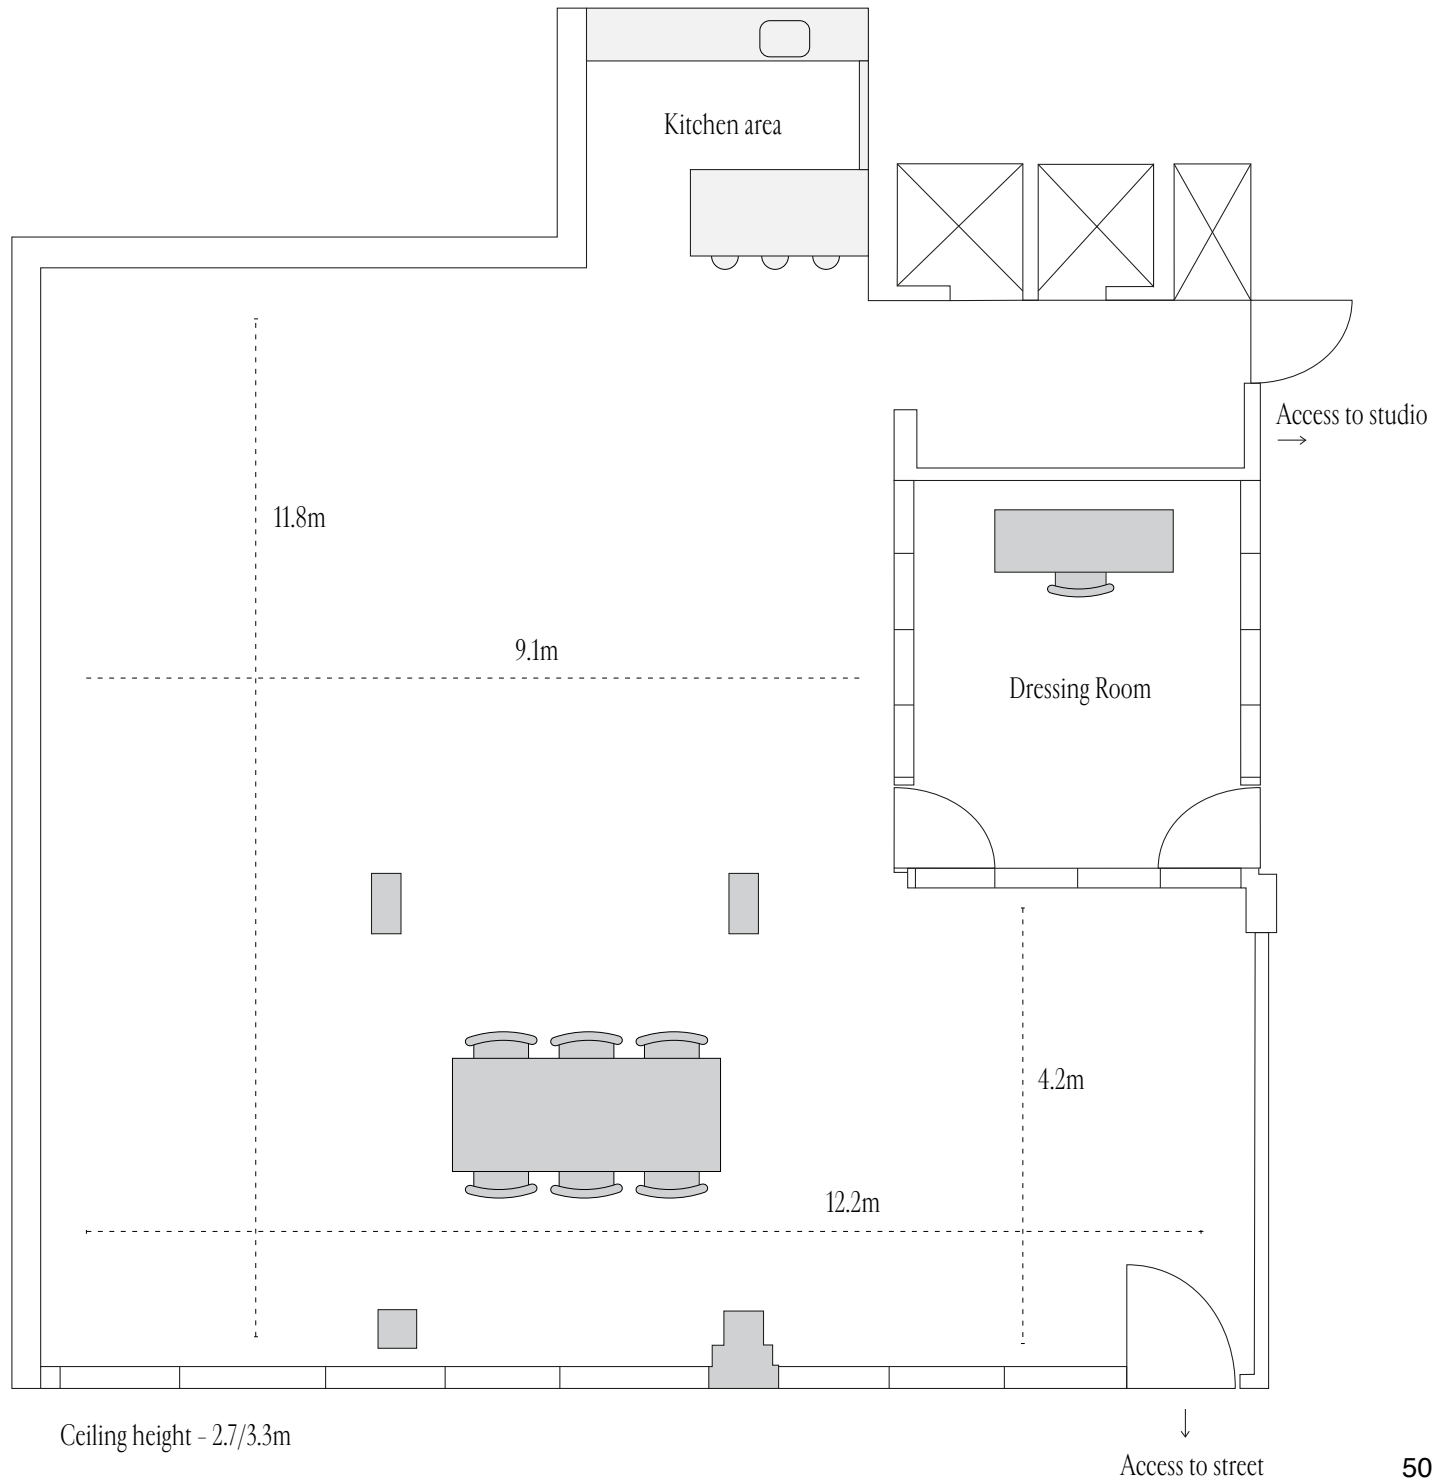 Kitchen area
Access to studio
→
11.8m
9.1m
Dressing Room
4.2m
12.2m
Ceiling height – 2.7/3.3m
↓
Access to street
50